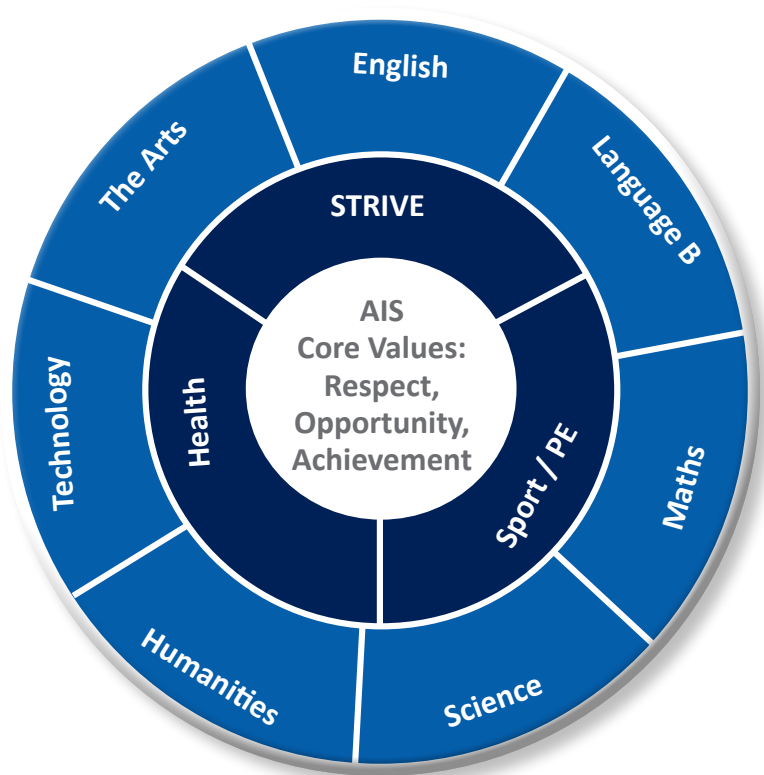 English
Language B
Maths
Science
Humanities
Technology
The Arts
STRIVE
Sport / PE
Health
AIS
Core Values:
Respect,
Opportunity,
Achievement